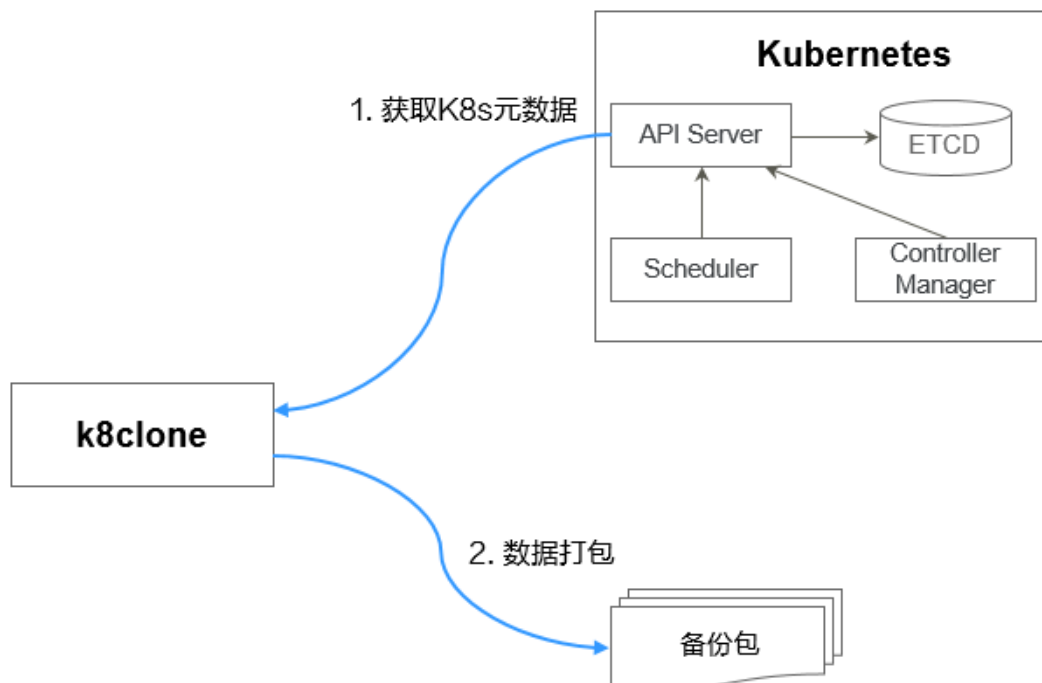 Kubernetes
1. 获取K8s元数据
API Server
ETCD
Scheduler
Controller
Manager
k8clone
2. 数据打包
备份包